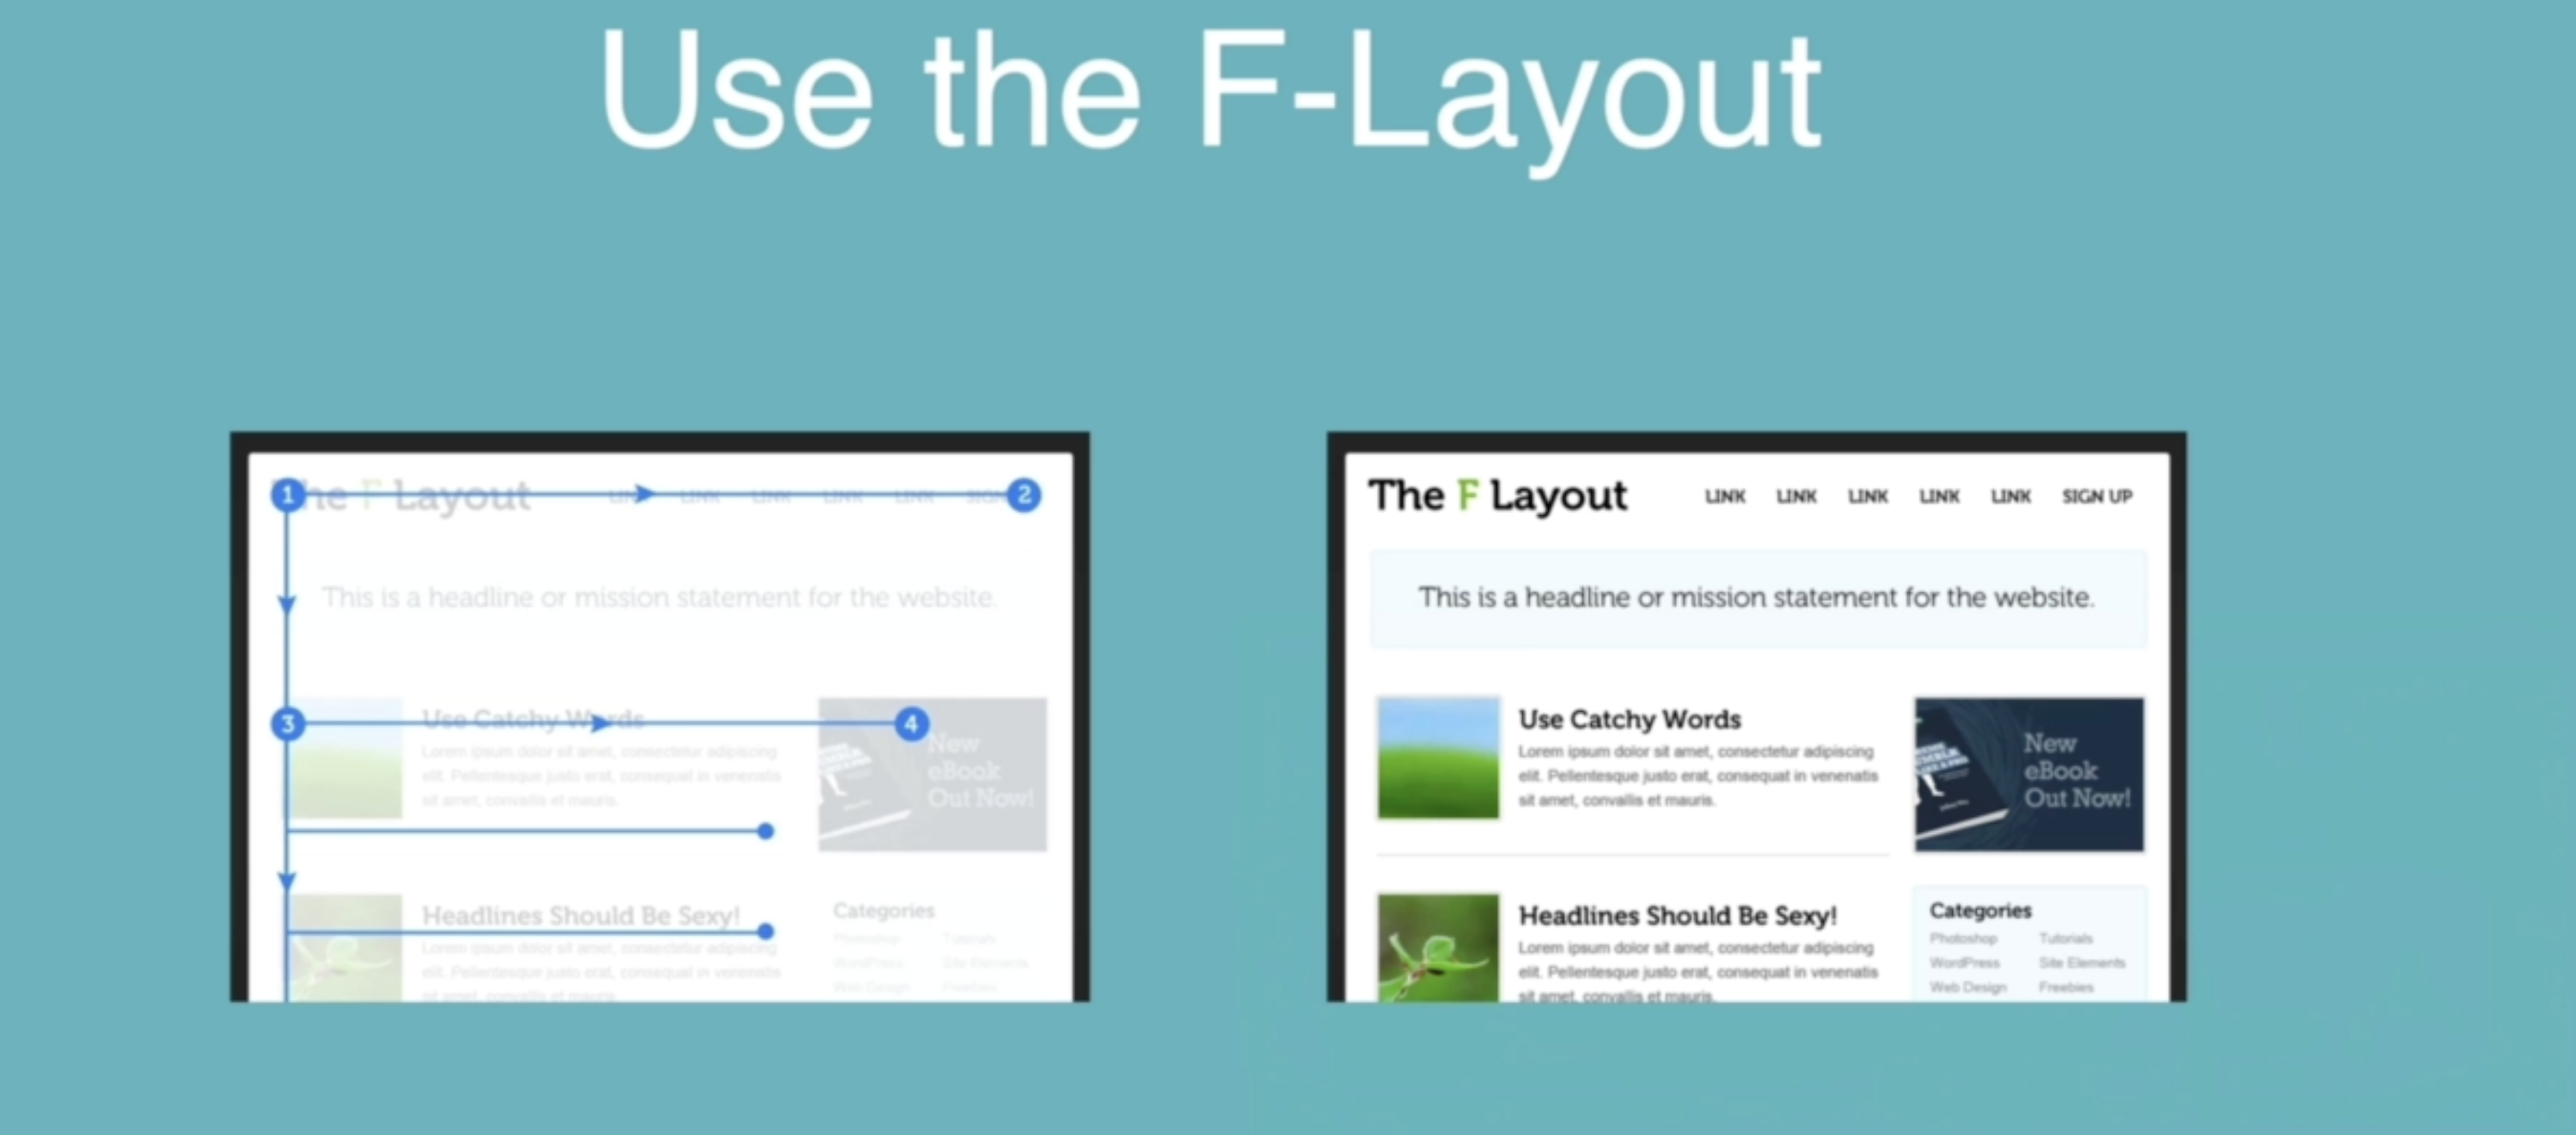 Use the F-Layout
1 he F Layout LINK LINK LINK LINK LINK SIGN 2
This is a headline or mission statement for the website.
3 Use Catchy Words 4
Lorem ipsum dolor sit amet, consectetur adipiscing
elit. Pellentesque justo erat, consequat in venenatis
sit amet, convallis et mauris.
New
eBook
Out Now!
Headlines Should Be Sexy!
Lorem ipsum dolor sit amet, consectetur adipiscing
elit. Pellentesque justo erat, consequat in venenatis
sit amet, convallis et mauris.
Categories
Photoshop Tutorials
WordPress Site Elements
Web Design Freebies
The F Layout LINK LINK LINK LINK LINK SIGN UP
This is a headline or mission statement for the website.
Use Catchy Words
Lorem ipsum dolor sit amet, consectetur adipiscing
elit. Pellentesque justo erat, consequat in venenatis
sit amet, convallis et mauris.
New
eBook
Out Now!
Headlines Should Be Sexy!
Lorem ipsum dolor sit amet, consectetur adipiscing
elit. Pellentesque justo erat, consequat in venenatis
sit amet, convallis et mauris.
Categories
Photoshop Tutorials
WordPress Site Elements
Web Design Freebies